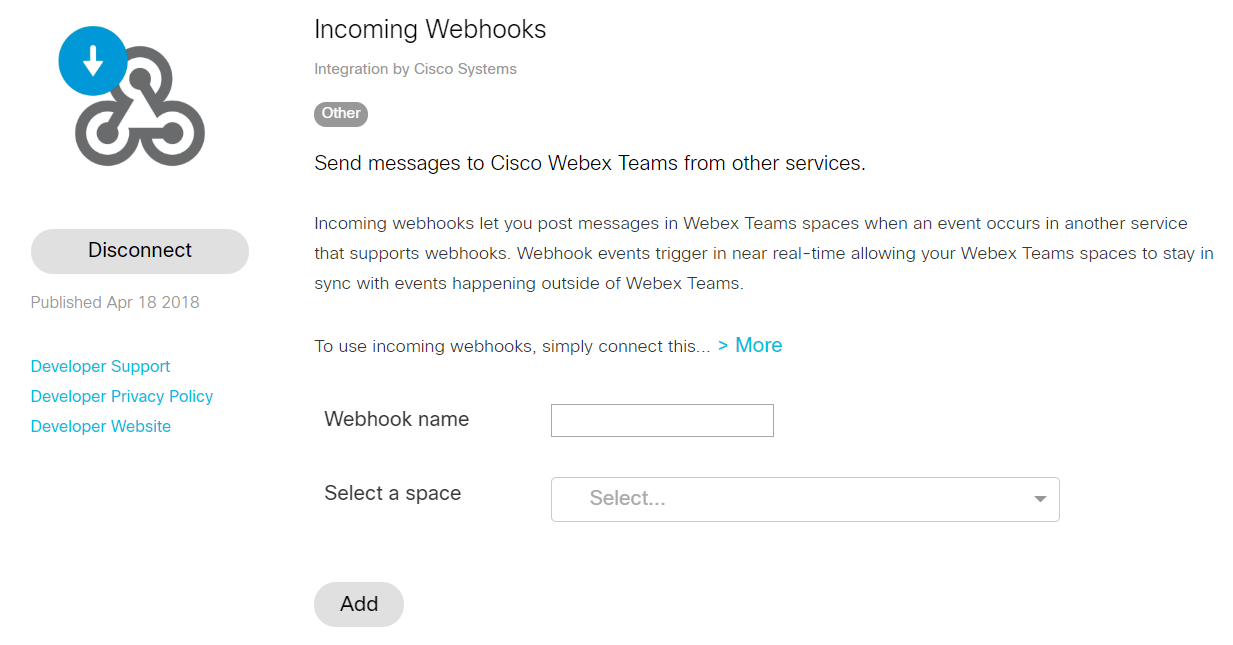 Incoming Webhooks
Integration by Cisco Systems
Other
Send messages to Cisco Webex Teams from other services.
Incoming webhooks let you post messages in Webex Teams spaces when an event occurs in another service
that supports webhooks. Webhook events trigger in near real-time allowing your Webex Teams spaces to stay in
sync with events happening outside of Webex Teams.
To use incoming webhooks, simply connect this... > More
Disconnect
Published Apr 18 2018
Developer Support
Developer Privacy Policy
Developer Website
Webhook name
Select a space
Select...
Add